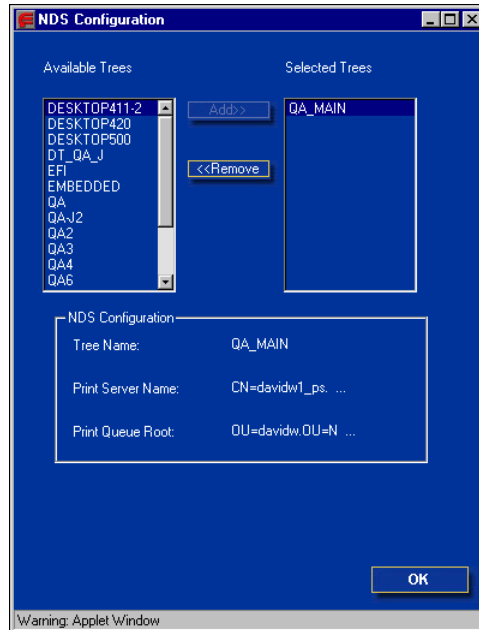 NDS Configuration
Available Trees
Selected Trees
DESKTOP411-2
DESKTOP420
DESKTOP500
DT_QA_J
EFI
EMBEDDED
QA
QAJ2
QA2
QA3
QA4
QA6
Add>>
<<Remove
QA_MAIN
NDS Configuration
Tree Name: QA_MAIN
Print Server Name: CN=davidw1_ps. ...
Print Queue Root: OU=davidw.OU=N ...
OK
Warning: Applet Window